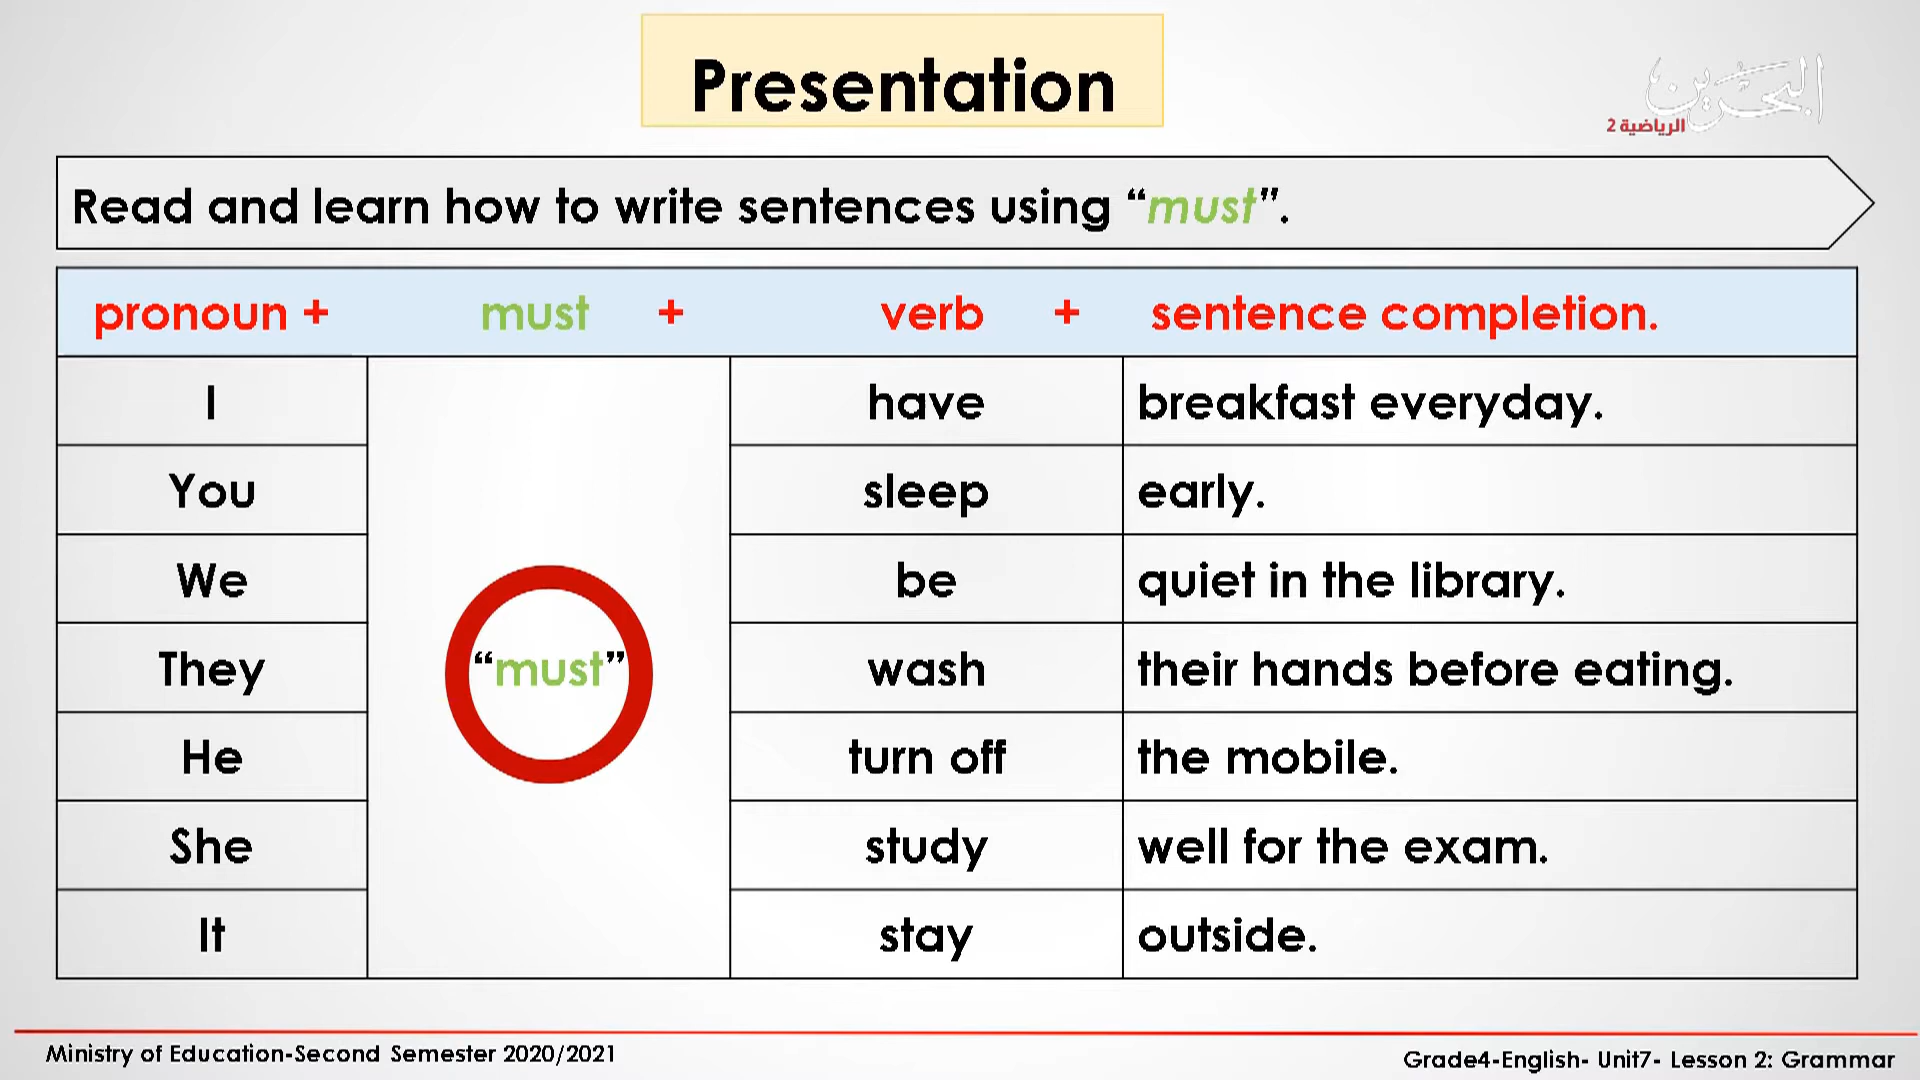 Presentation
البحرين
الرياضية 2
Read and learn how to write sentences using “must”.
pronoun + must + verb + sentence completion.
I have breakfast everyday.
You sleep early.
We be quiet in the library.
They “must” wash their hands before eating.
He turn off the mobile.
She study well for the exam.
It stay outside.
Ministry of Education-Second Semester 2020/2021
Grade4-English- Unit7- Lesson 2: Grammar